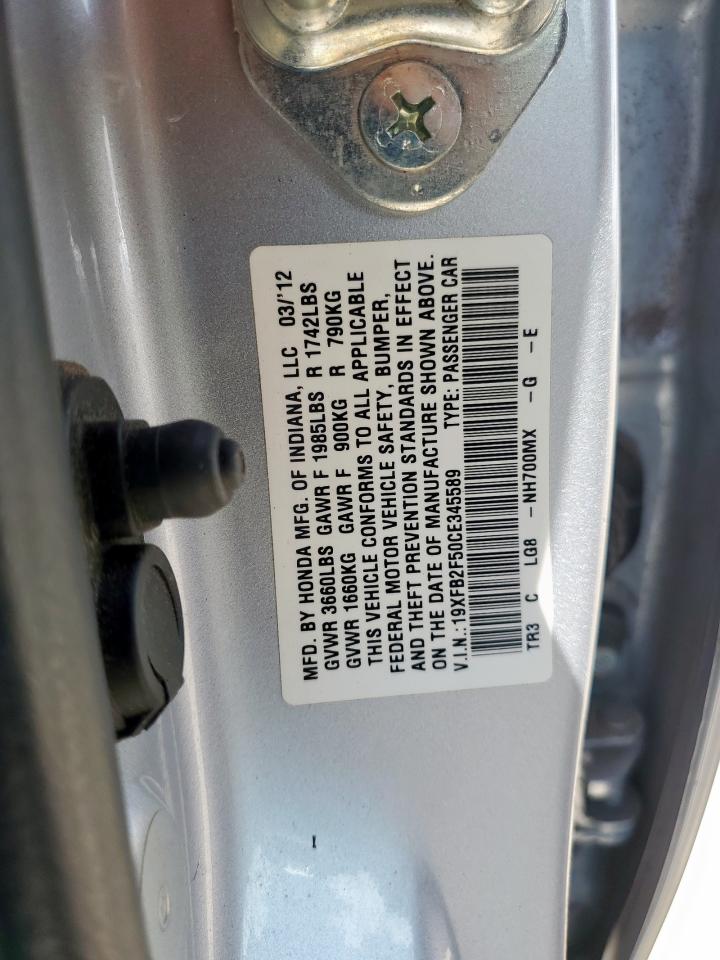 MFD. BY HONDA MFG. OF INDIANA, LLC 03/'12
GVWR 3660LBS GAWR F 1985LBS R 1742LBS
GVWR 1660KG GAWR F 900KG R 790KG
THIS VEHICLE CONFORMS TO ALL APPLICABLE
FEDERAL MOTOR VEHICLE SAFETY, BUMPER,
AND THEFT PREVENTION STANDARDS IN EFFECT
ON THE DATE OF MANUFACTURE SHOWN ABOVE.
V.I.N.:19XFB2F50CE345589 TYPE: PASSENGER CAR
TR3 C LG8 -NH700MX -G -E